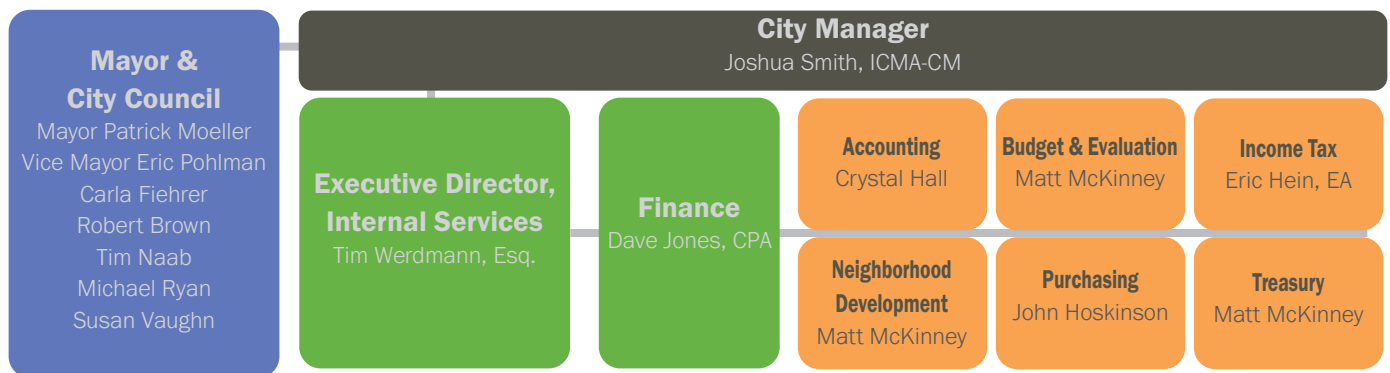 Mayor &
City Council
Mayor Patrick Moeller
Vice Mayor Eric Pohlman
Carla Fiehrer
Robert Brown
Tim Naab
Michael Ryan
Susan Vaughn
City Manager
Joshua Smith, ICMA-CM
Executive Director,
Internal Services
Tim Werdmann, Esq.
Finance
Dave Jones, CPA
Accounting
Crystal Hall
Budget & Evaluation
Matt McKinney
Income Tax
Eric Hein, EA
Neighborhood
Development
Matt McKinney
Purchasing
John Hoskinson
Treasury
Matt McKinney